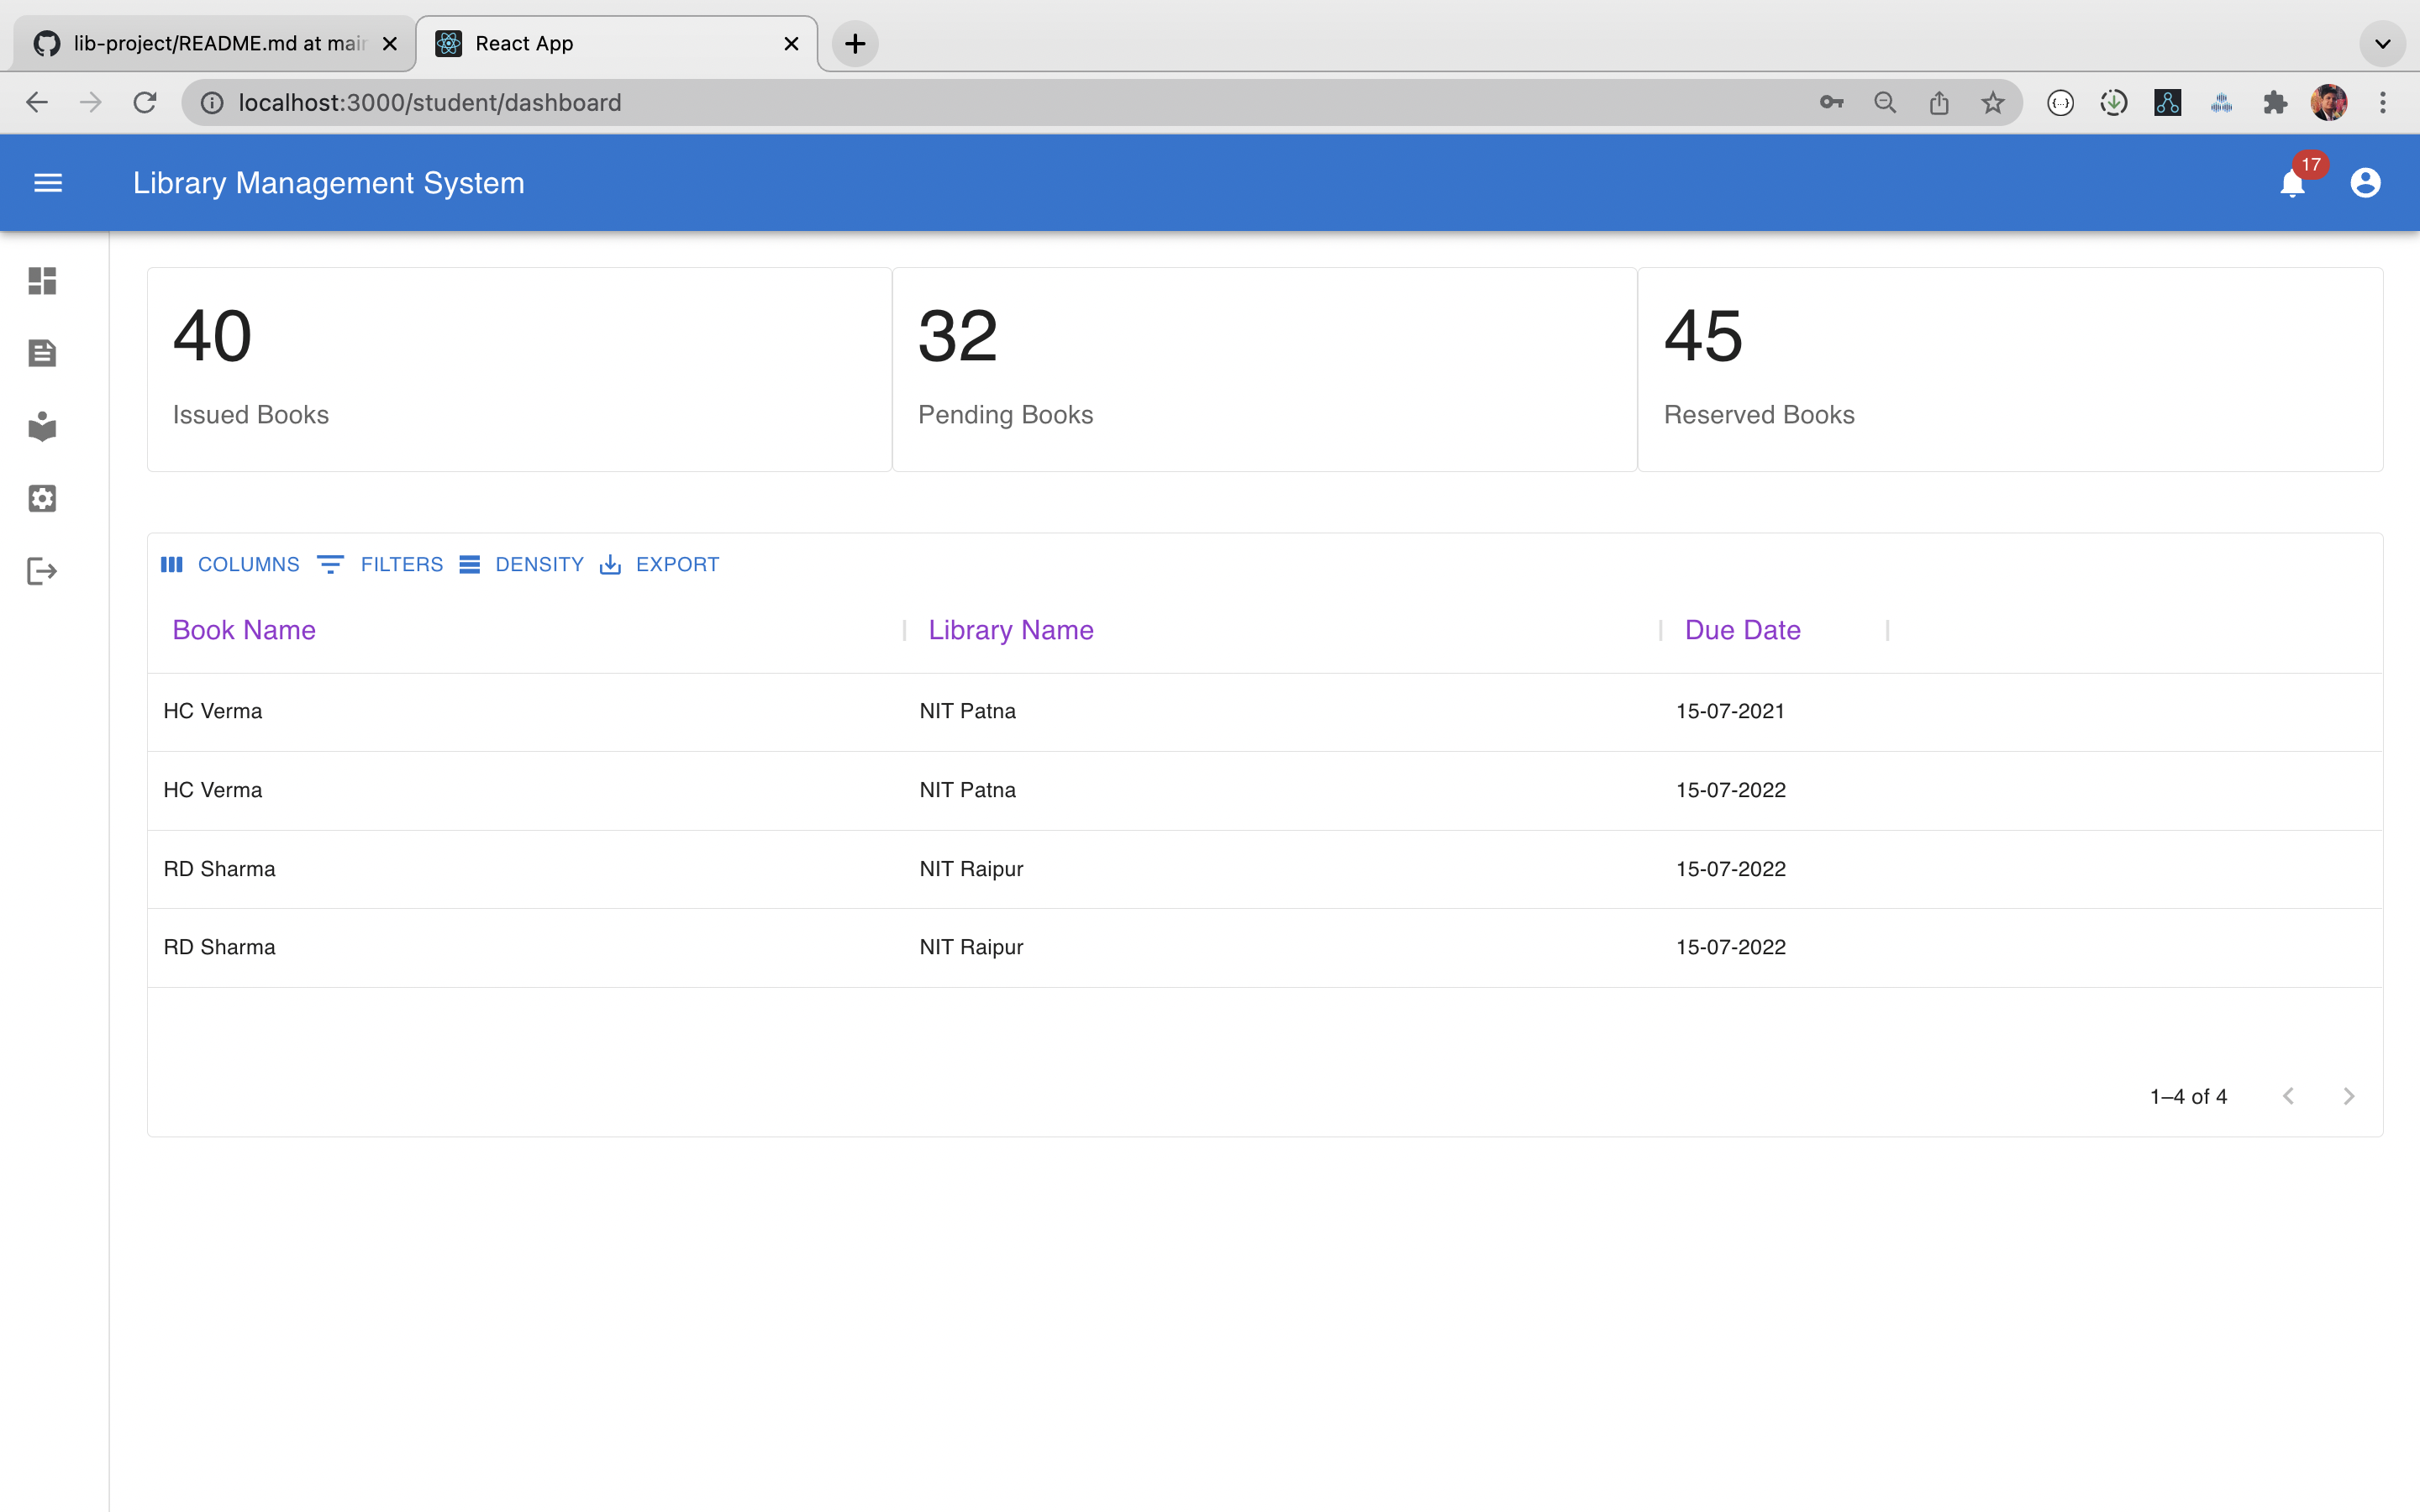 lib-project/README.md at main
React App
localhost:3000/student/dashboard
Library Management System
17
40
32
45
Issued Books
Pending Books
Reserved Books
COLUMNS FILTERS DENSITY EXPORT
Book Name Library Name Due Date
HC Verma NIT Patna 15-07-2021
HC Verma NIT Patna 15-07-2022
RD Sharma NIT Raipur 15-07-2022
RD Sharma NIT Raipur 15-07-2022
1–4 of 4